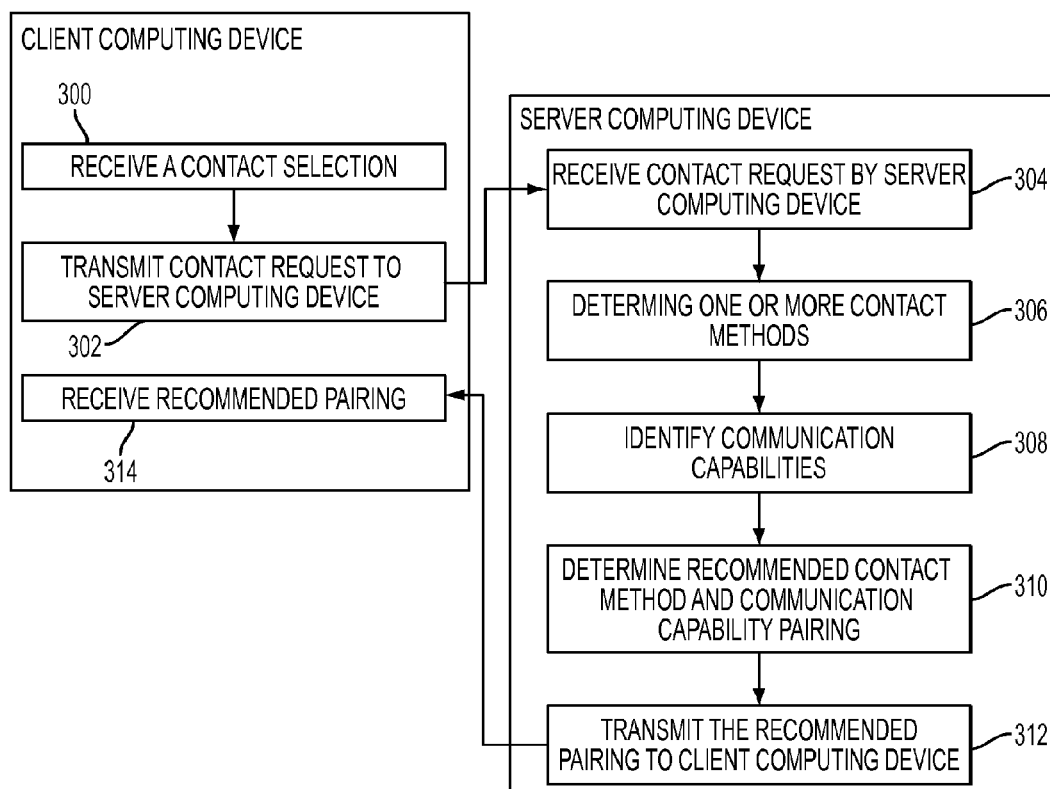 CLIENT COMPUTING DEVICE
300
RECEIVE A CONTACT SELECTION
TRANSMIT CONTACT REQUEST TO
SERVER COMPUTING DEVICE
302
RECEIVE RECOMMENDED PAIRING
314
SERVER COMPUTING DEVICE
RECEIVE CONTACT REQUEST BY SERVER
COMPUTING DEVICE
304
DETERMING ONE OR MORE CONTACT
METHODS
306
IDENTIFY COMMUNICATION
CAPABILITIES
308
DETERMINE RECOMMENDED CONTACT
METHOD AND COMMUNICATION
CAPABILITY PAIRING
310
TRANSMIT THE RECOMMENDED
PAIRING TO CLIENT COMPUTING DEVICE
312